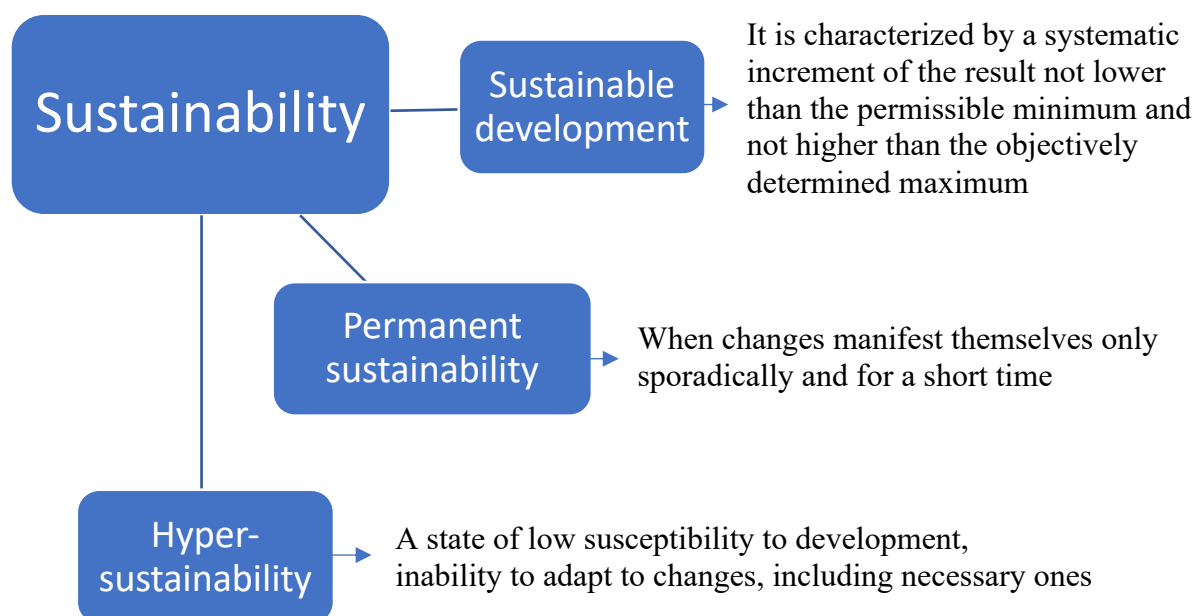 Sustainability
Sustainable
development
It is characterized by a systematic
increment of the result not lower
than the permissible minimum and
not higher than the objectively
determined maximum
Permanent
sustainability
When changes manifest themselves only
sporadically and for a short time
Hyper-
sustainability
A state of low susceptibility to development,
inability to adapt to changes, including necessary ones